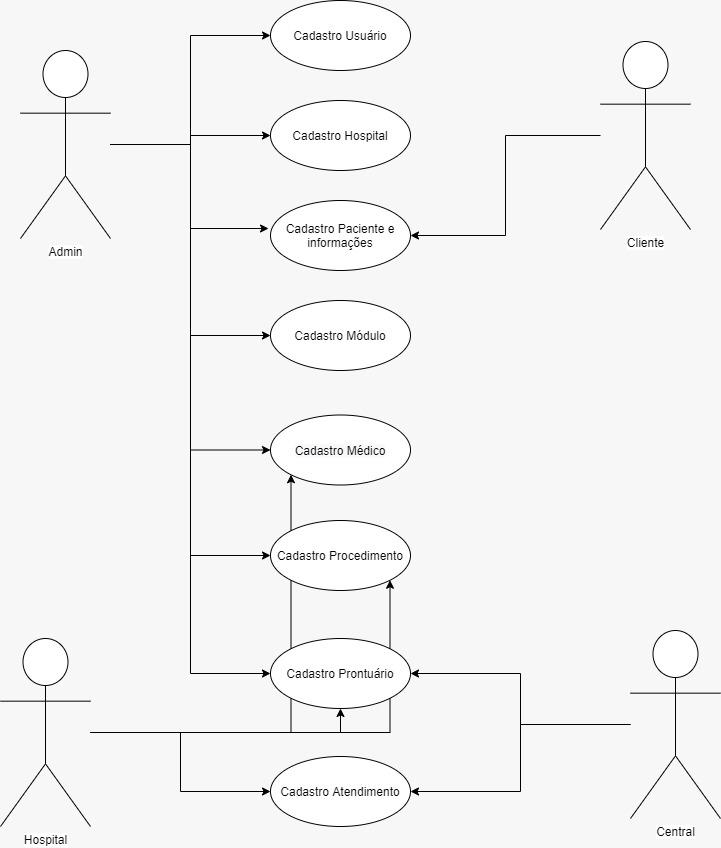 Cadastro Usuário
Cadastro Hospital
Cadastro Paciente e
informações
Admin
Cliente
Cadastro Módulo
Cadastro Médico
Cadastro Procedimento
Cadastro Prontuário
Cadastro Atendimento
Hospital
Central